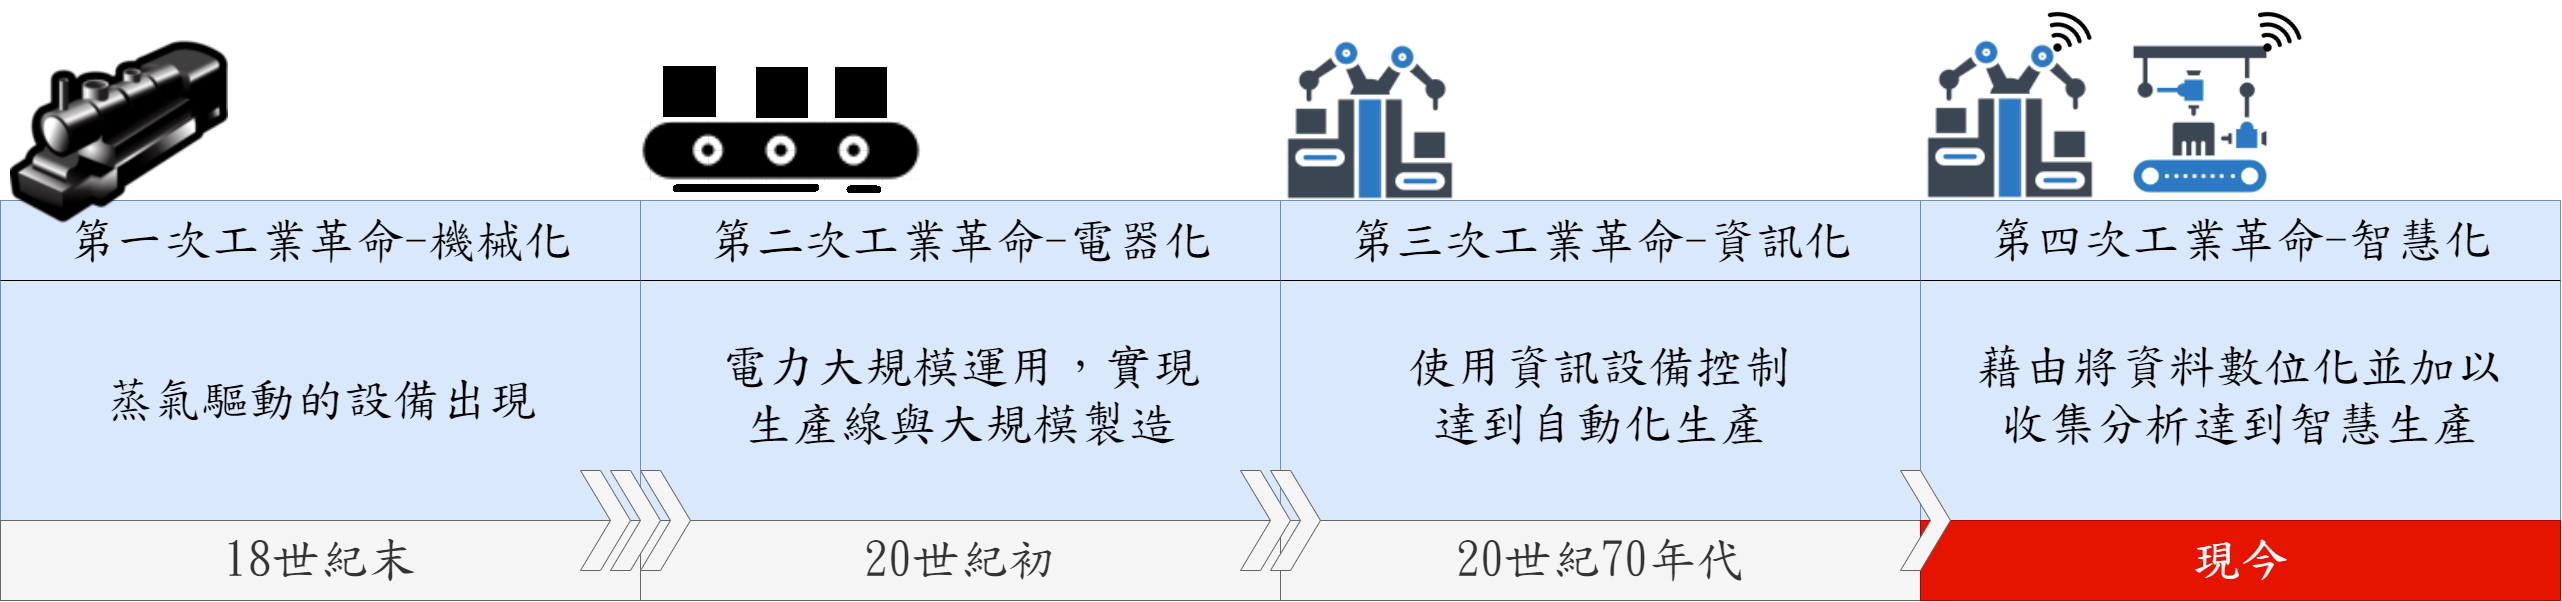 第一次工業革命-機械化
第二次工業革命-電器化
第三次工業革命-資訊化
第四次工業革命-智慧化
蒸氣驅動的設備出現
電力大規模運用，實現
生產線與大規模製造
使用資訊設備控制
達到自動化生產
藉由將資料數位化並加以
收集分析達到智慧生產
18世紀末
20世紀初
20世紀70年代
現今